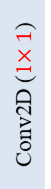 Conv2D (1× 1)